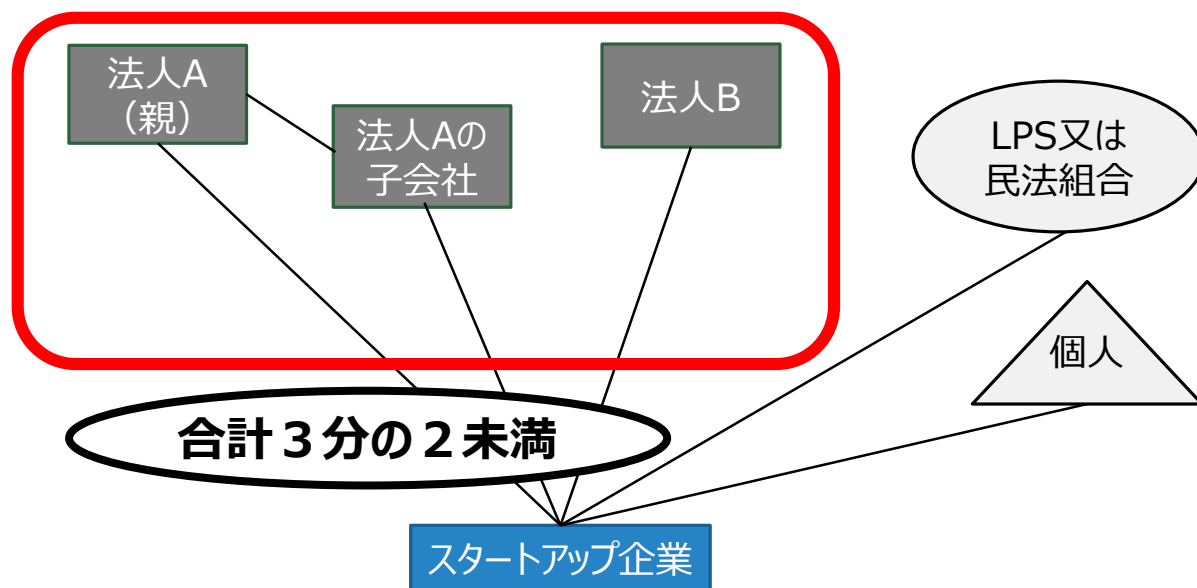 法人A
（親）
法人Aの
子会社
法人B
LPS又は
民法組合
個人
合計３分の２未満
スタートアップ企業